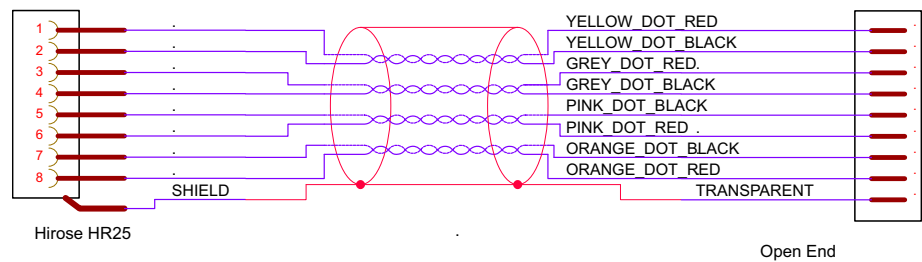 1
YELLOW_DOT_RED
2
YELLOW_DOT_BLACK
3
GREY_DOT_RED.
4
GREY_DOT_BLACK
5
PINK_DOT_BLACK
6
PINK_DOT_RED .
7
ORANGE_DOT_BLACK
8
ORANGE_DOT_RED
SHIELD
TRANSPARENT
Hirose HR25
Open End